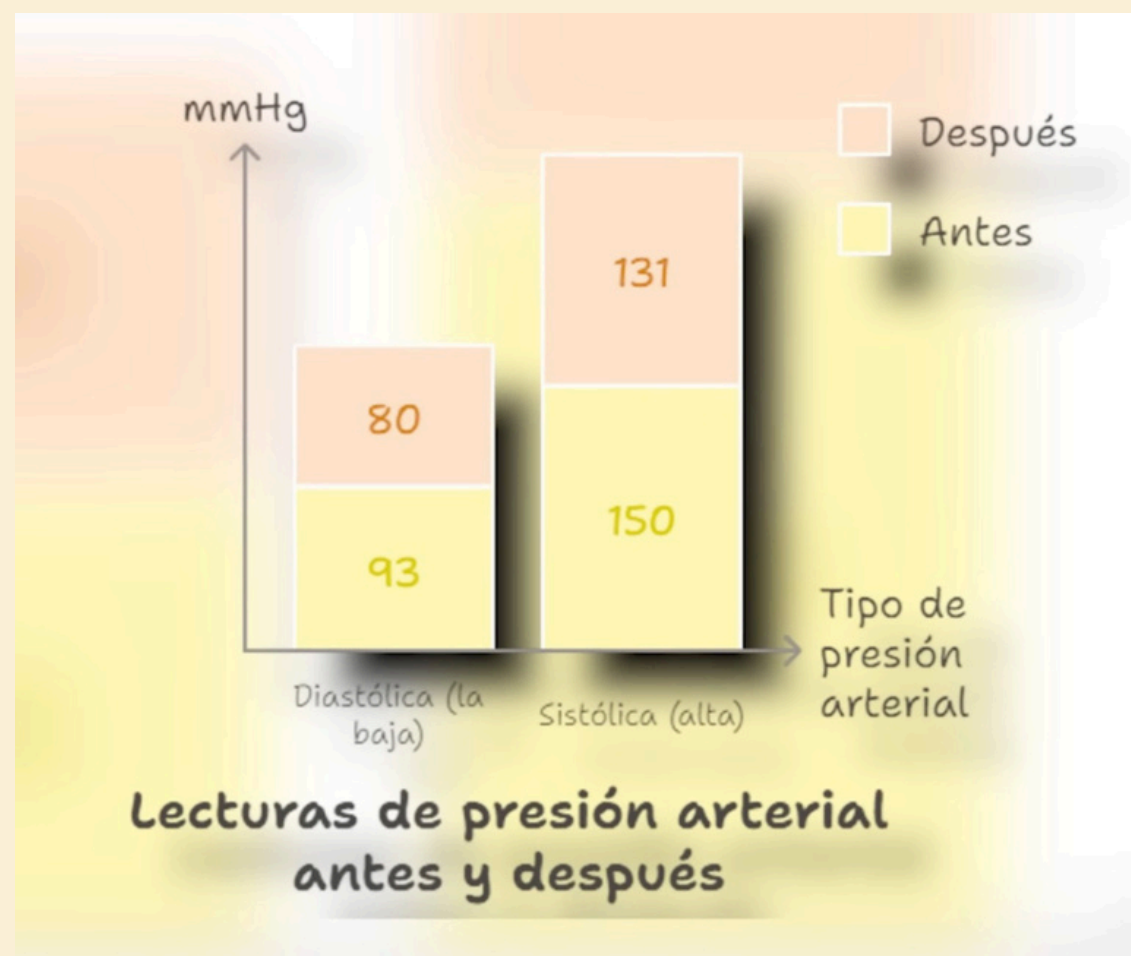 mmHg
Después
Antes
131
80
150
93
Tipo de
presión
arterial
Diastólica (la
baja)
Sistólica (alta)
Lecturas de presión arterial
antes y después